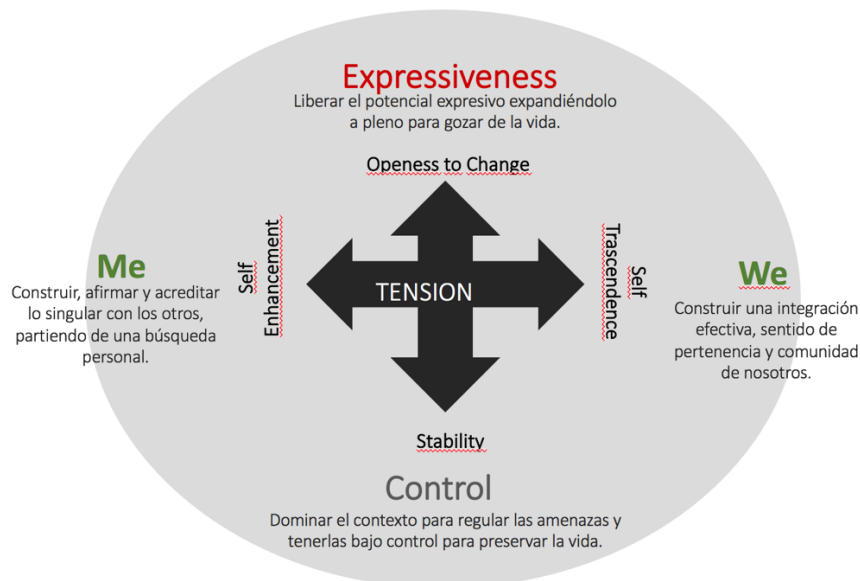 Expressiveness
Liberar el potencial expresivo expandiéndolo
a pleno para gozar de la vida.
Openess to Change
Me
Construir, afirmar y acreditar
lo singular con los otros,
partiendo de una búsqueda
personal.
Self
Enhancement
TENSION
Self
Trascendence
We
Construir una integración
efectiva, sentido de
pertenencia y comunidad
de nosotros.
Stability
Control
Dominar el contexto para regular las amenazas y
tenerlas bajo control para preservar la vida.